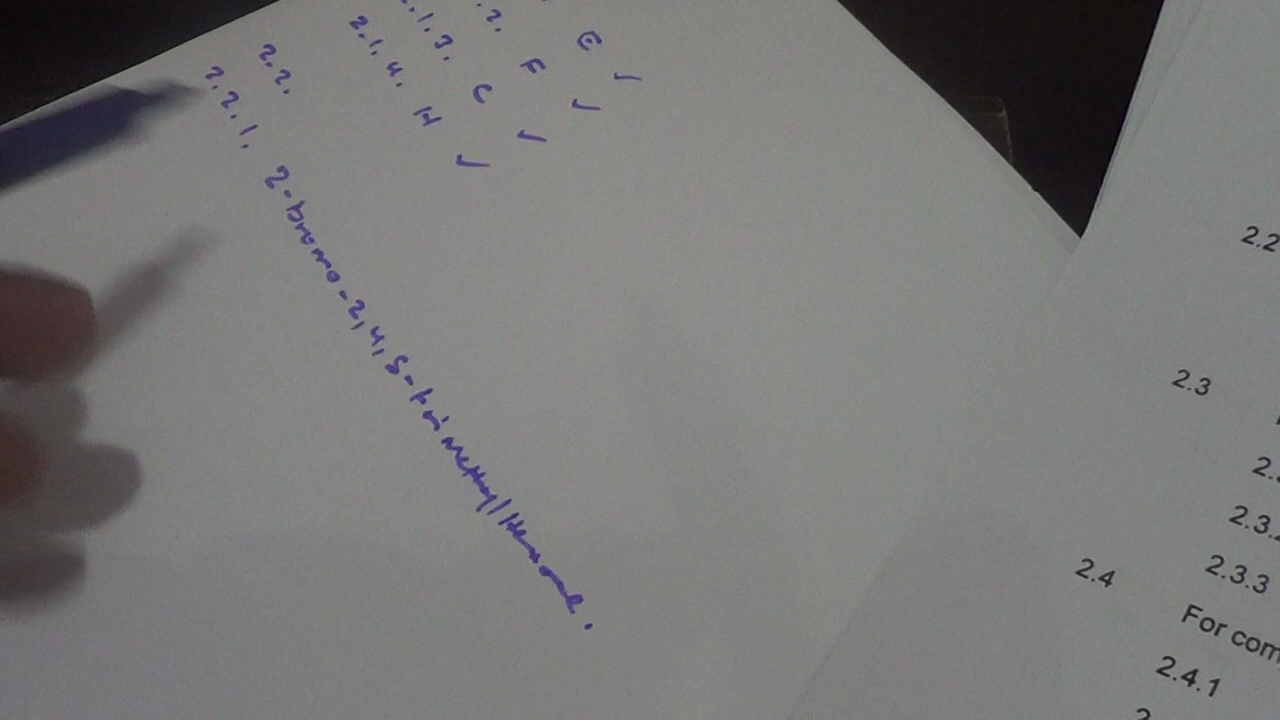 .2. F ✓
.1.3. C ✓
2.1.4. H ✓
2.2.
2.2.1. 2-bromo-2,4,5-trimethylHexane.
E ✓
2.2
2.3
2.3.3
2.4
For com
2.4.1